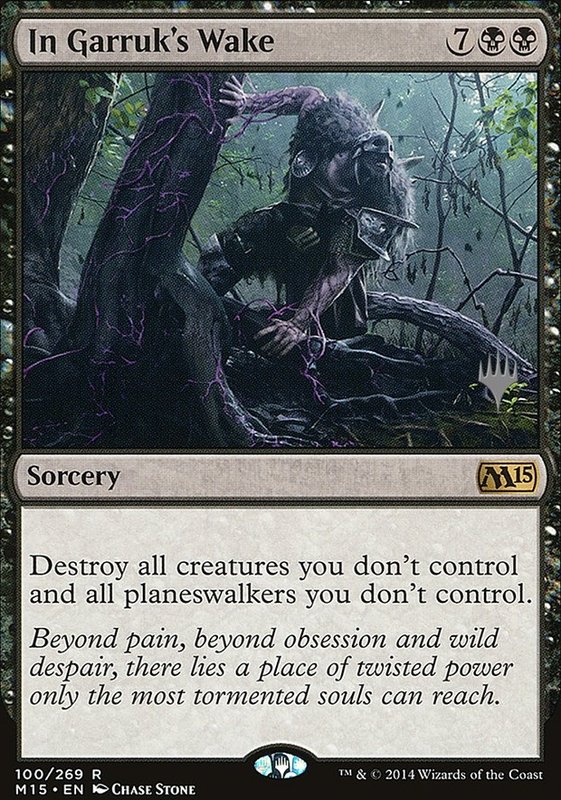 In Garruk's Wake 7
Sorcery
M15
Destroy all creatures you don't control
and all planeswalkers you don't control.
Beyond pain, beyond obsession and wild
despair, there lies a place of twisted power
only the most tormented souls can reach.
100/269 R
M15 • EN Chase Stone
™ & © 2014 Wizards of the Coast